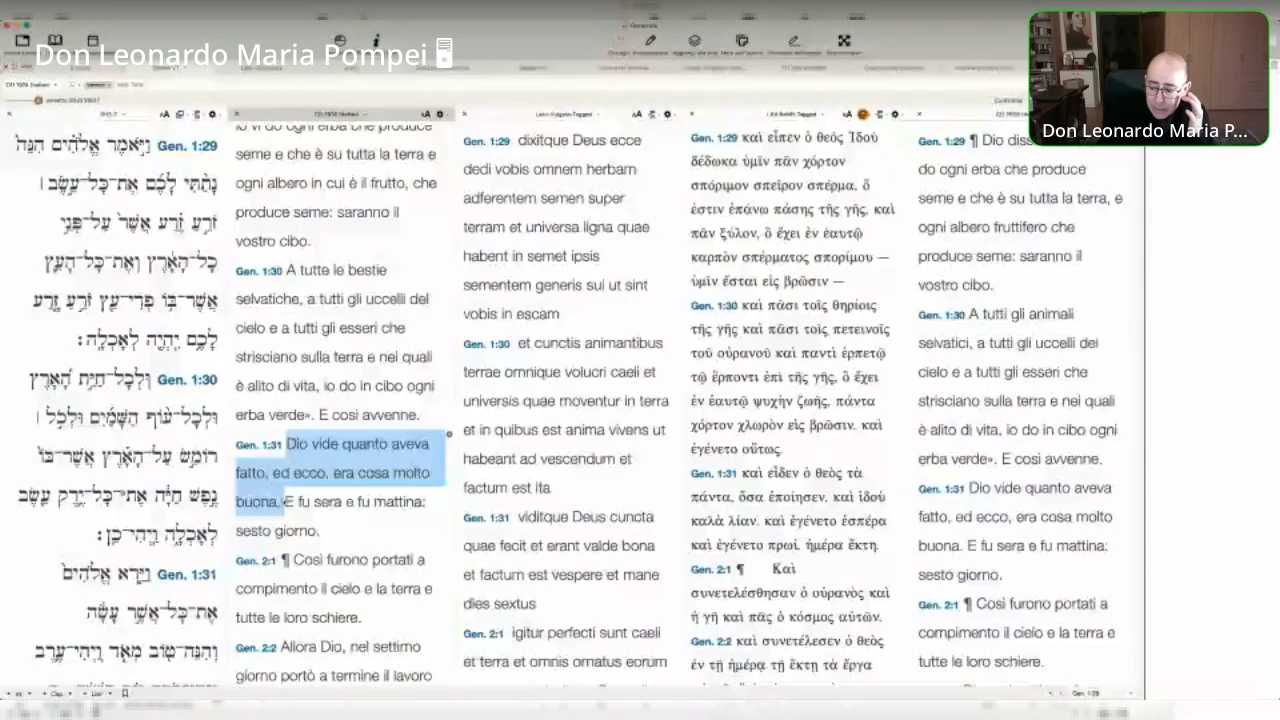 Don Leonardo Maria Pompei
Don Leonardo Maria P...
Gen. 1:29 וַיֹּ֣אמֶר אֱלֹהִ֗ים הִנֵּה֩
נָתַ֨תִּי לָכֶ֜ם אֶת־כָּל־עֵ֣שֶׂב ׀
זֹרֵ֣עַ זֶ֗רַע אֲשֶׁר֙ עַל־פְּנֵ֣י
כָל־הָאָ֔רֶץ וְאֶת־כָּל־הָעֵ֛ץ
אֲשֶׁר־בּ֥וֹ פְרִי־עֵ֖ץ זֹרֵ֣עַ זָ֑רַע
לָכֶ֥ם יִֽהְיֶ֖ה לְאָכְלָֽה׃
Gen. 1:30 וּֽלְכָל־חַיַּ֣ת הָ֠אָרֶץ
וּלְכָל־ע֨וֹף הַשָּׁמַ֜יִם וּלְכֹ֣ל ׀
רוֹמֵ֣שׂ עַל־הָאָ֗רֶץ אֲשֶׁר־בּוֹ֙
נֶ֣פֶשׁ חַיָּ֔ה אֶת־כָּל־יֶ֥רֶק עֵ֖שֶׂב
לְאָכְלָ֑ה וַֽיְהִי־כֵֽן׃
Gen. 1:31 וַיַּ֤רְא אֱלֹהִים֙
אֶת־כָּל־אֲשֶׁ֣ר עָשָׂ֔ה
וְהִנֵּה־ט֖וֹב מְאֹ֑ד וַֽיְהִי־עֶ֥רֶב
seme e che è su tutta la terra e
ogni albero in cui è il frutto, che
produce seme: saranno il
vostro cibo.
Gen. 1:30 A tutte le bestie
selvatiche, a tutti gli uccelli del
cielo e a tutti gli esseri che
strisciano sulla terra e nei quali
è alito di vita, io do in cibo ogni
erba verde». E così avvenne.
Gen. 1:31 Dio vide quanto aveva
fatto, ed ecco, era cosa molto
buona. E fu sera e fu mattina:
sesto giorno.
Gen. 2:1 ¶ Così furono portati a
compimento il cielo e la terra e
tutte le loro schiere.
Gen. 2:2 Allora Dio, nel settimo
giorno portò a termine il lavoro
Gen. 1:29 dixitque Deus ecce
dedi vobis omnem herbam
adferentem semen super
terram et universa ligna quae
habent in semet ipsis
sementem generis sui ut sint
vobis in escam
Gen. 1:30 et cunctis animantibus
terrae omnique volucri caeli et
universis quae moventur in terra
et in quibus est anima vivens ut
habeant ad vescendum et
factum est ita
Gen. 1:31 viditque Deus cuncta
quae fecit et erant valde bona
et factum est vespere et mane
dies sextus
Gen. 2:1 igitur perfecti sunt caeli
et terra et omnis ornatus eorum
Gen. 1:29 καὶ εἶπεν ὁ θεός Ἰδοὺ
δέδωκα ὑμῖν πᾶν χόρτον
σπόριμον σπεῖρον σπέρμα, ὅ
ἐστιν ἐπάνω πάσης τῆς γῆς, καὶ
πᾶν ξύλον, ὃ ἔχει ἐν ἑαυτῷ
καρπὸν σπέρματος σπορίμου —
ὑμῖν ἔσται εἰς βρῶσιν —
Gen. 1:30 καὶ πᾶσι τοῖς θηρίοις
τῆς γῆς καὶ πᾶσι τοῖς πετεινοῖς
τοῦ οὐρανοῦ καὶ παντὶ ἑρπετῷ
τῷ ἕρποντι ἐπὶ τῆς γῆς, ὃ ἔχει
ἐν ἑαυτῷ ψυχὴν ζωῆς, πάντα
χόρτον χλωρὸν εἰς βρῶσιν. καὶ
ἐγένετο οὕτως.
Gen. 1:31 καὶ εἶδεν ὁ θεὸς τὰ
πάντα, ὅσα ἐποίησεν, καὶ ἰδοὺ
καλὰ λίαν. καὶ ἐγένετο ἑσπέρα
καὶ ἐγένετο πρωί, ἡμέρα ἕκτη.
Gen. 2:1 ¶ Καὶ
συνετελέσθησαν ὁ οὐρανὸς καὶ
ἡ γῆ καὶ πᾶς ὁ κόσμος αὐτῶν.
Gen. 2:2 καὶ συνετέλεσεν ὁ θεὸς
ἐν τῇ ἡμέρᾳ τῇ ἕκτῃ τὰ ἔργα
Gen. 1:29 ¶ Dio diss
do ogni erba che produce
seme e che è su tutta la terra, e
ogni albero fruttifero che
produce seme: saranno il
vostro cibo.
Gen. 1:30 A tutti gli animali
selvatici, a tutti gli uccelli del
cielo e a tutti gli esseri che
strisciano sulla terra e nei quali
è alito di vita, io do in cibo ogni
erba verde». E così avvenne.
Gen. 1:31 Dio vide quanto aveva
fatto, ed ecco, era cosa molto
buona. E fu sera e fu mattina:
sesto giorno.
Gen. 2:1 ¶ Così furono portati a
compimento il cielo e la terra e
tutte le loro schiere.
Gen. 1:29